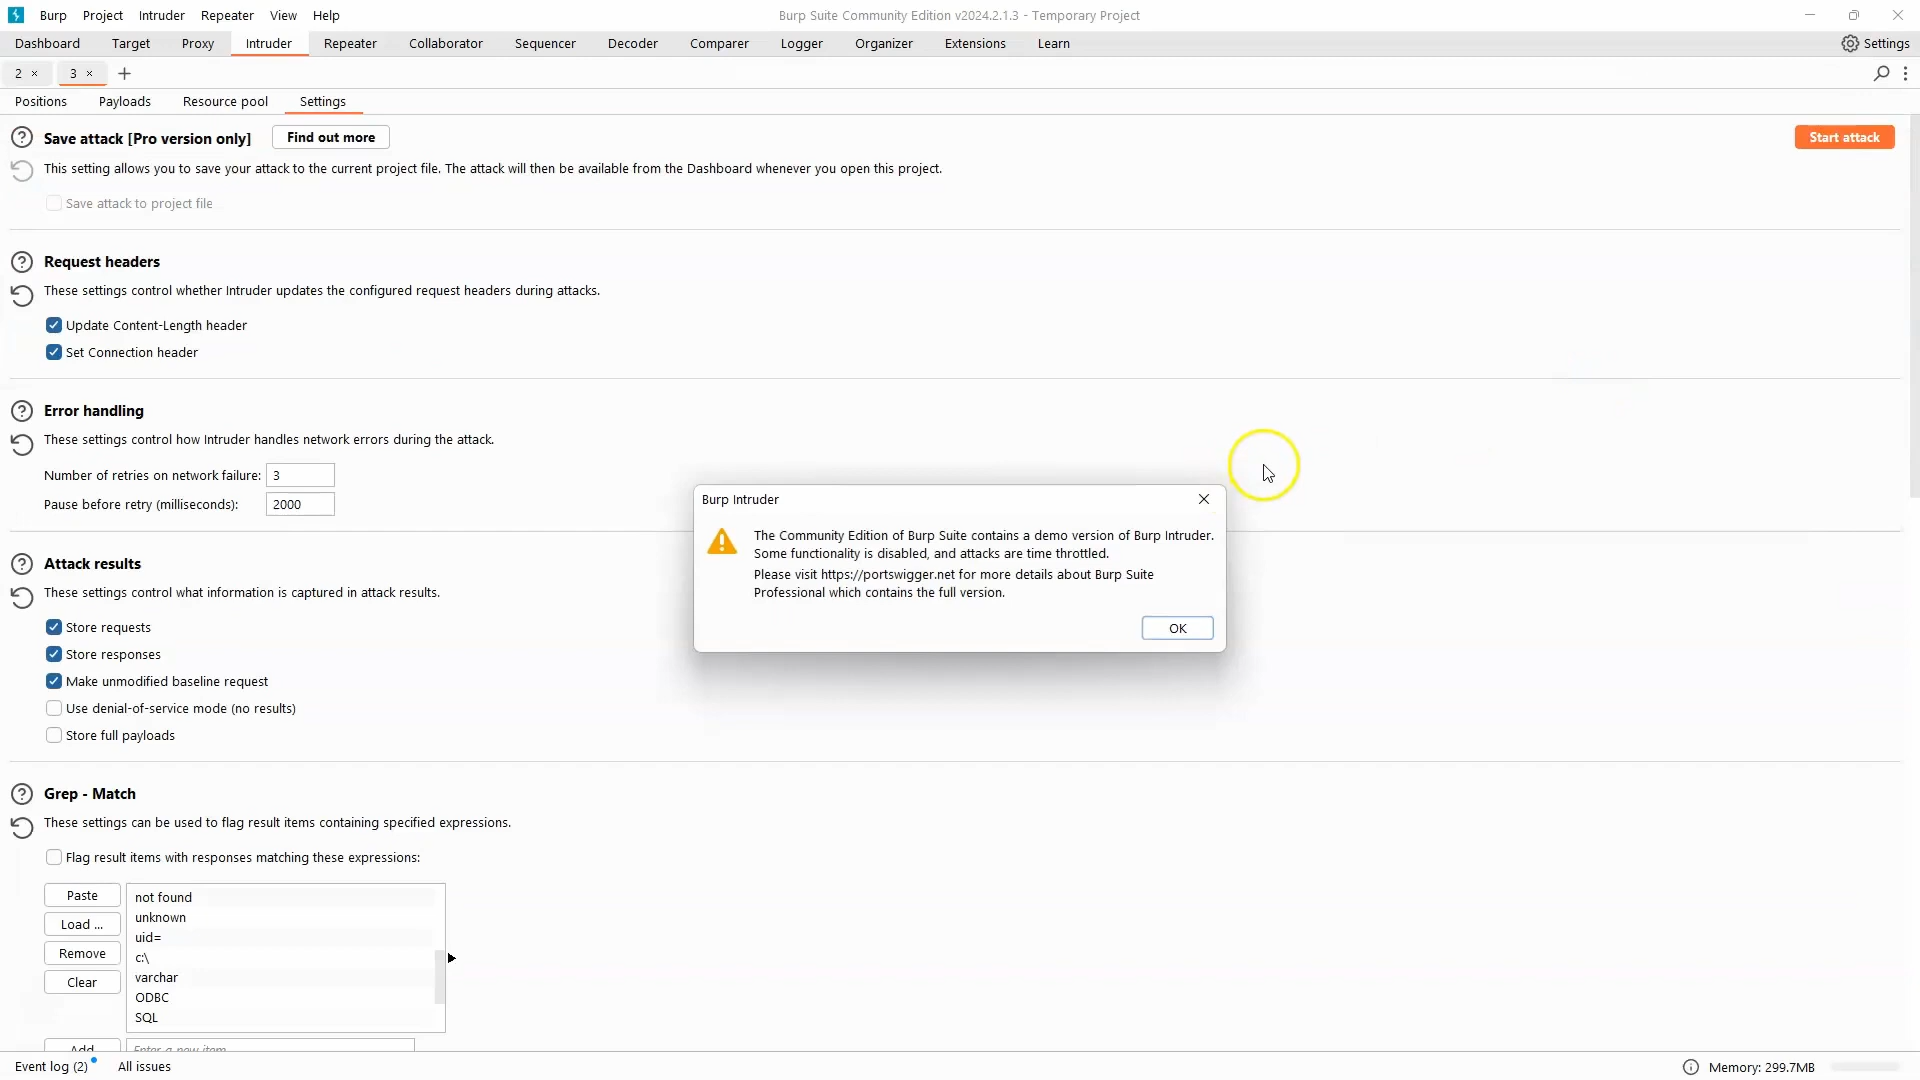 Burp Project Intruder Repeater View Help Burp Suite Community Edition v2024.2.1.3 - Temporary Project
Dashboard Target Proxy Intruder Repeater Collaborator Sequencer Decoder Comparer Logger Organizer Extensions Learn Settings
2 × 3 × +
Positions Payloads Resource pool Settings
Save attack [Pro version only] Find out more Start attack
This setting allows you to save your attack to the current project file. The attack will then be available from the Dashboard whenever you open this project.
Save attack to project file
Request headers
These settings control whether Intruder updates the configured request headers during attacks.
Update Content-Length header
Set Connection header
Error handling
These settings control how Intruder handles network errors during the attack.
Number of retries on network failure: 3
Pause before retry (milliseconds): 2000
Burp Intruder
The Community Edition of Burp Suite contains a demo version of Burp Intruder.
Some functionality is disabled, and attacks are time throttled.
Please visit https://portswigger.net for more details about Burp Suite
Professional which contains the full version.
OK
Attack results
These settings control what information is captured in attack results.
Store requests
Store responses
Make unmodified baseline request
Use denial-of-service mode (no results)
Store full payloads
Grep - Match
These settings can be used to flag result items containing specified expressions.
Flag result items with responses matching these expressions:
Paste
Load ...
Remove
Clear
not found
unknown
uid=
c:\
varchar
ODBC
SQL
Add Enter a new item
Event log (2) All issues Memory: 299.7MB